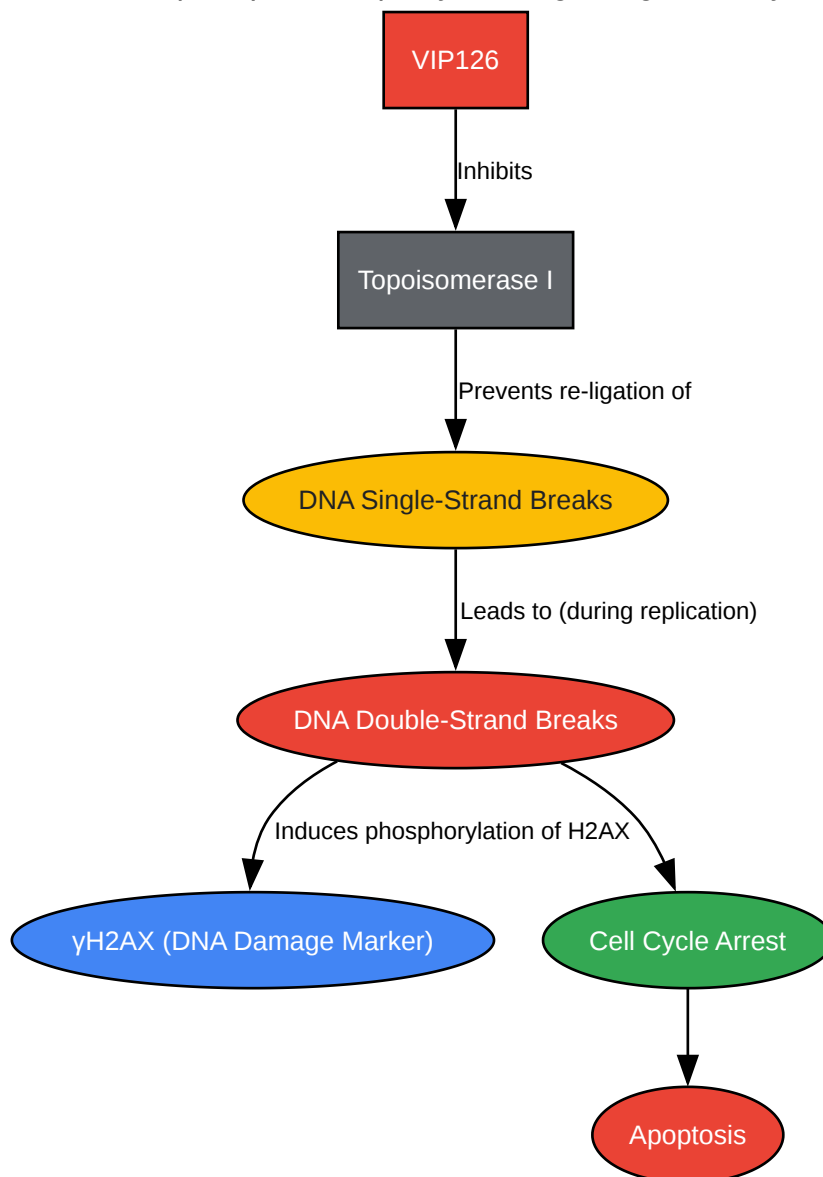 VIP126
Inhibits
Topoisomerase I
Prevents re-ligation of
DNA Single-Strand Breaks
Leads to (during replication)
DNA Double-Strand Breaks
Induces phosphorylation of H2AX
γH2AX (DNA Damage Marker)
Cell Cycle Arrest
Apoptosis